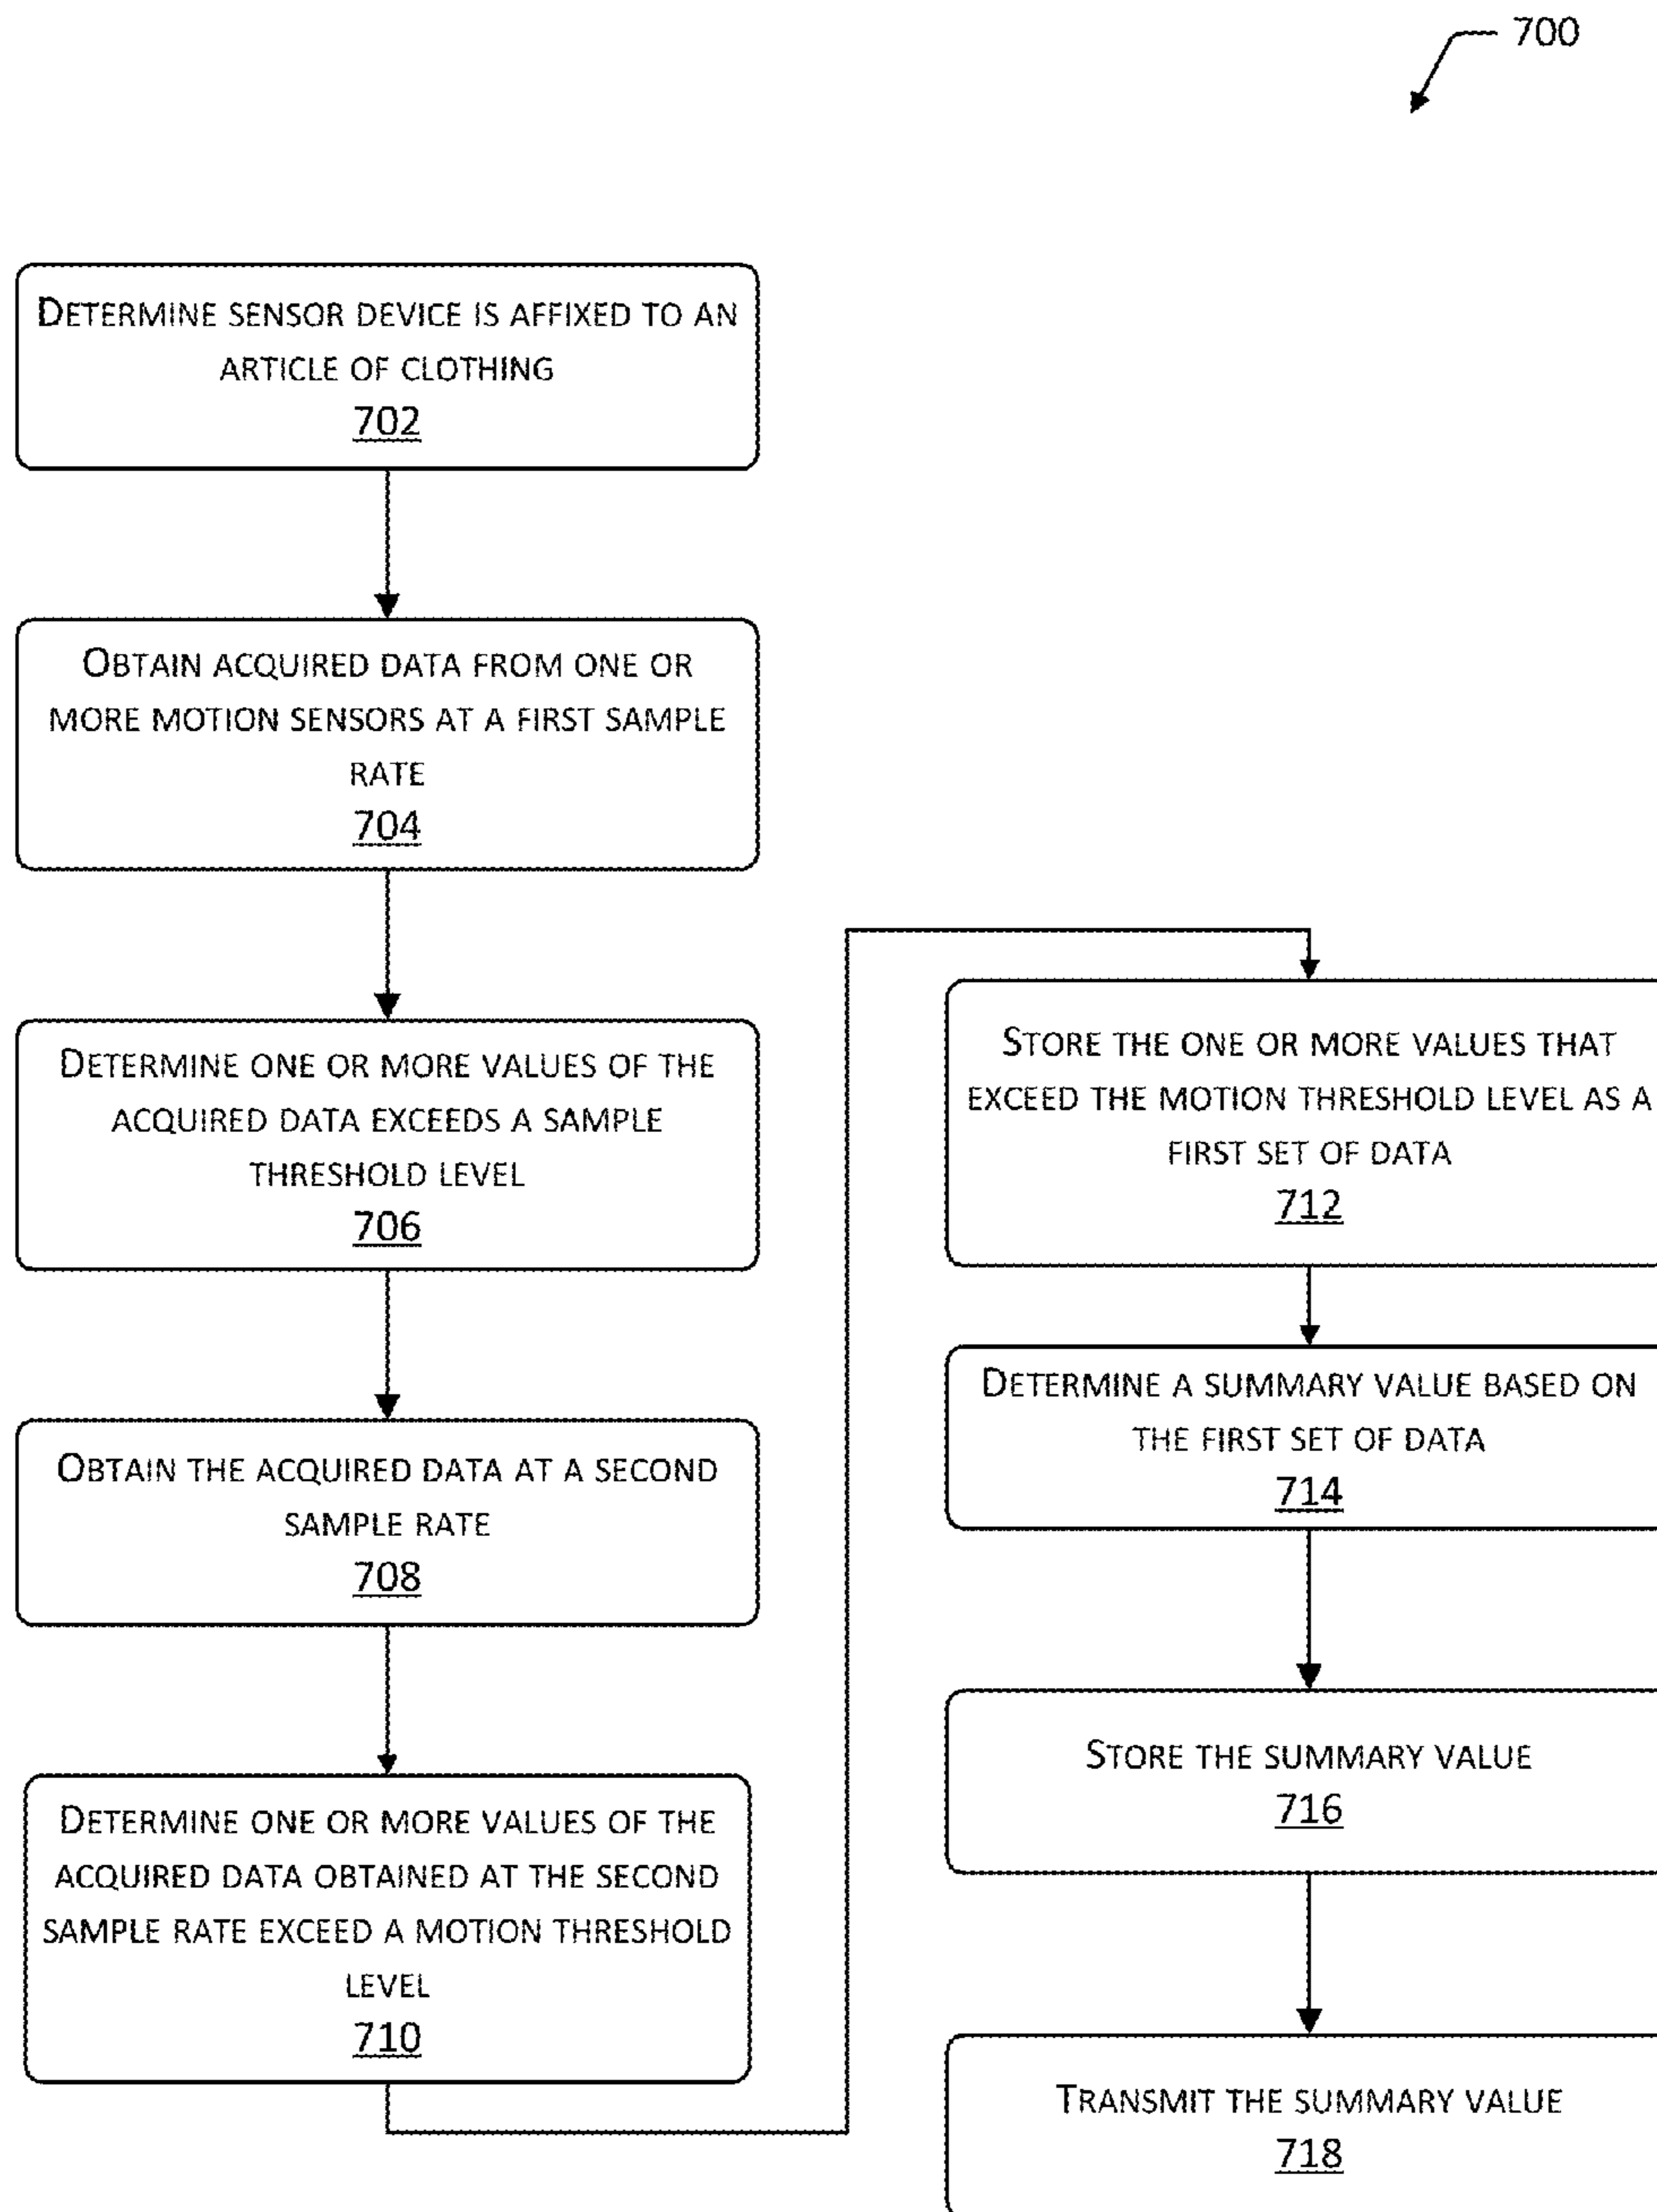 700
DETERMINE SENSOR DEVICE IS AFFIXED TO AN
ARTICLE OF CLOTHING
702
OBTAIN ACQUIRED DATA FROM ONE OR
MORE MOTION SENSORS AT A FIRST SAMPLE
RATE
704
DETERMINE ONE OR MORE VALUES OF THE
ACQUIRED DATA EXCEEDS A SAMPLE
THRESHOLD LEVEL
706
OBTAIN THE ACQUIRED DATA AT A SECOND
SAMPLE RATE
708
DETERMINE ONE OR MORE VALUES OF THE
ACQUIRED DATA OBTAINED AT THE SECOND
SAMPLE RATE EXCEED A MOTION THRESHOLD
LEVEL
710
STORE THE ONE OR MORE VALUES THAT
EXCEED THE MOTION THRESHOLD LEVEL AS A
FIRST SET OF DATA
712
DETERMINE A SUMMARY VALUE BASED ON
THE FIRST SET OF DATA
714
STORE THE SUMMARY VALUE
716
TRANSMIT THE SUMMARY VALUE
718